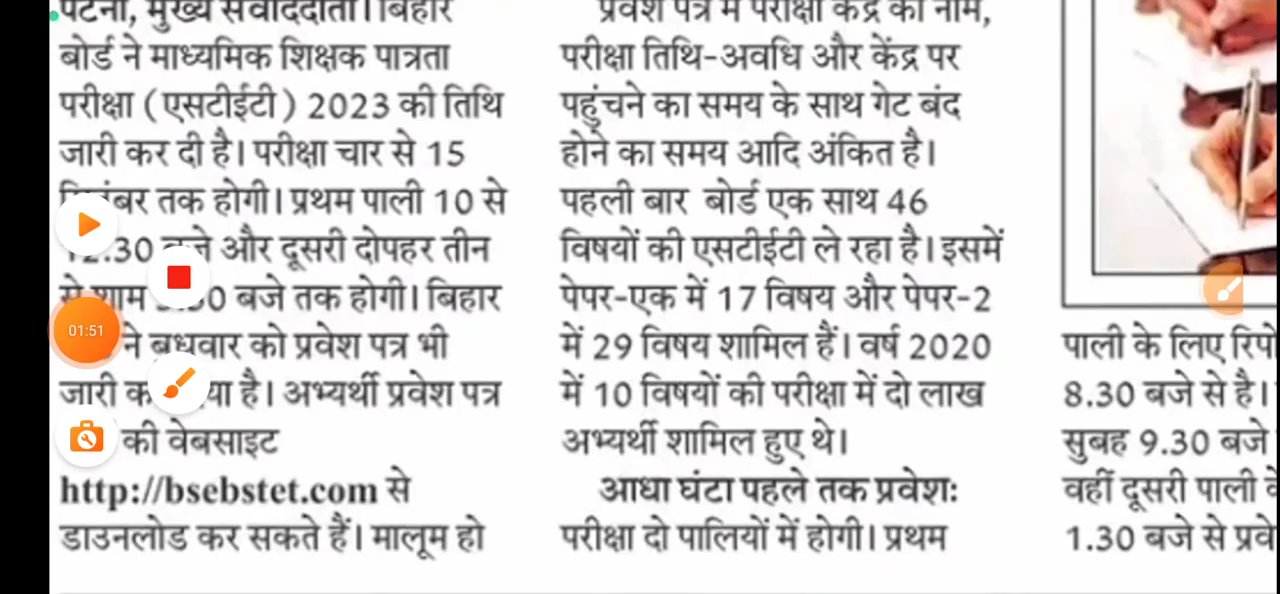 पटना, मुख्य संवाददाता। बिहार
बोर्ड ने माध्यमिक शिक्षक पात्रता
परीक्षा (एसटीईटी) 2023 की तिथि
जारी कर दी है। परीक्षा चार से 15
तक होगी। प्रथम पाली 10 से
और दूसरी दोपहर तीन
शाम बजे तक होगी। बिहार
ने बुधवार को प्रवेश पत्र भी
जारी है। अभ्यर्थी प्रवेश पत्र
की वेबसाइट
http://bsebstet.com से
डाउनलोड कर सकते हैं। मालूम हो
प्रवेश पत्र में परीक्षा केंद्र का नाम,
परीक्षा तिथि-अवधि और केंद्र पर
पहुंचने का समय के साथ गेट बंद
होने का समय आदि अंकित है।
पहली बार बोर्ड एक साथ 46
विषयों की एसटीईटी ले रहा है। इसमें
पेपर-एक में 17 विषय और पेपर-2
में 29 विषय शामिल हैं। वर्ष 2020
में 10 विषयों की परीक्षा में दो लाख
अभ्यर्थी शामिल हुए थे।
आधा घंटा पहले तक प्रवेश:
परीक्षा दो पालियों में होगी। प्रथम
पाली के लिए
8.30 बजे से है।
सुबह 9.30 बजे
वहीं दूसरी पाली
1.30 बजे से
01:51